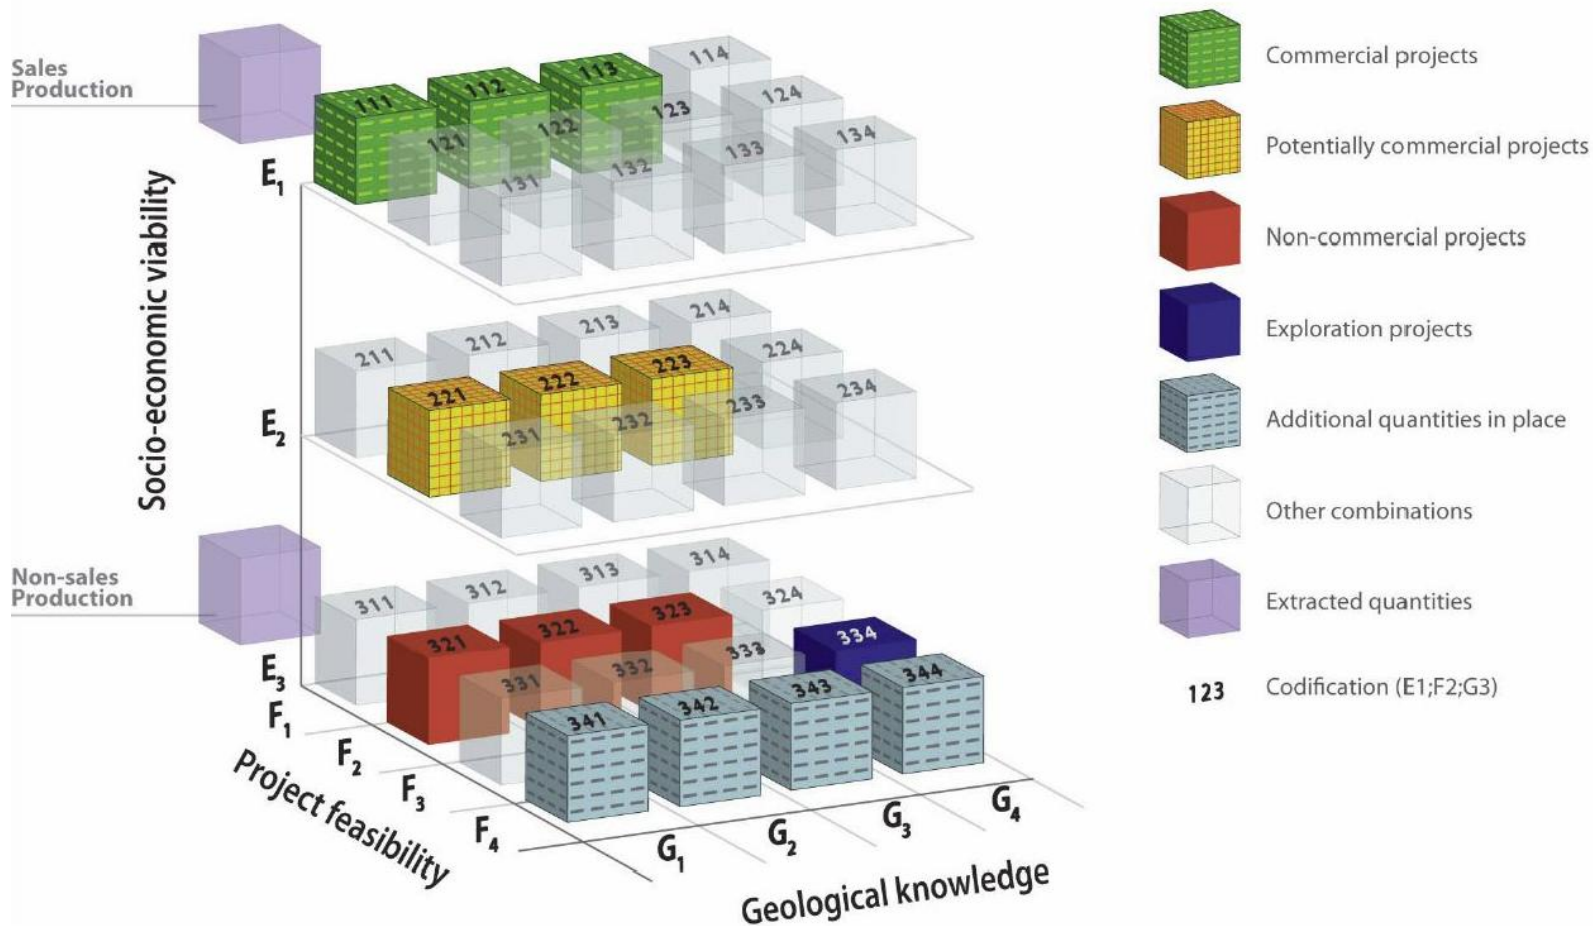 Sales
Production
Socio-economic viability
E1
111
112
113
114
121
122
123
124
131
132
133
134
E2
211
212
213
214
221
222
223
224
231
232
233
234
Non-sales
Production
E3
311
312
313
314
321
322
323
324
331
332
333
334
341
342
343
344
F1
F2
F3
F4
Project feasibility
G1
G2
G3
G4
Geological knowledge
Commercial projects
Potentially commercial projects
Non-commercial projects
Exploration projects
Additional quantities in place
Other combinations
Extracted quantities
123 Codification (E1;F2;G3)